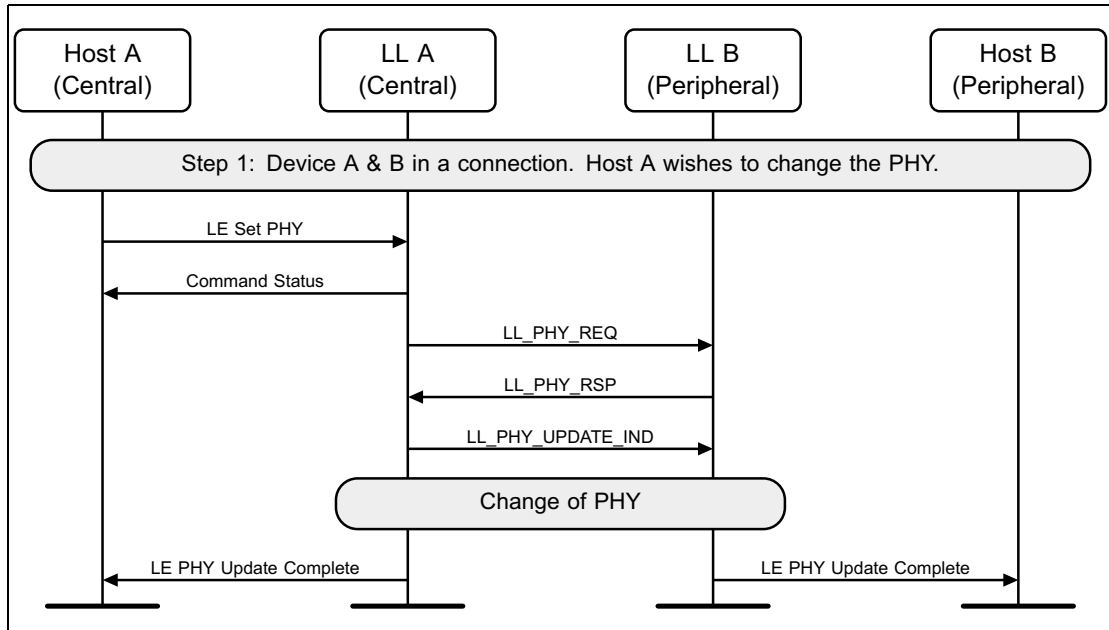 Host A
(Central)
LL A
(Central)
LL B
(Peripheral)
Host B
(Peripheral)
Step 1: Device A & B in a connection. Host A wishes to change the PHY.
LE Set PHY
Command Status
LL_PHY_REQ
LL_PHY_RSP
LL_PHY_UPDATE_IND
Change of PHY
LE PHY Update Complete
LE PHY Update Complete